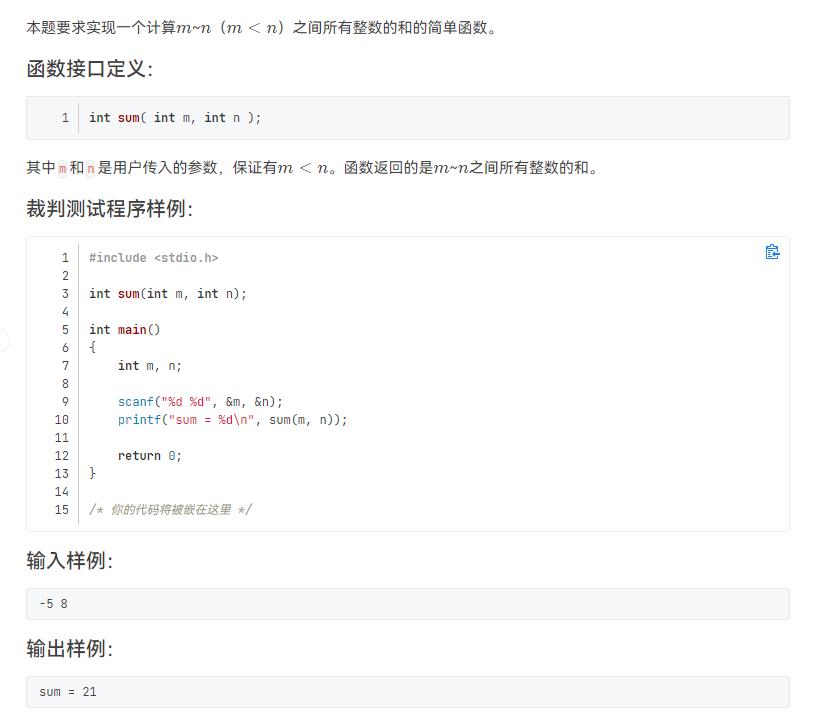 本题要求实现一个计算m~n（m < n）之间所有整数的和的简单函数。
函数接口定义：
1 int sum( int m, int n );
其中m和n是用户传入的参数，保证有m < n。函数返回的是m~n之间所有整数的和。
裁判测试程序样例：
1 #include <stdio.h>
2
3 int sum(int m, int n);
4
5 int main()
6 {
7     int m, n;
8
9     scanf("%d %d", &m, &n);
10     printf("sum = %d\n", sum(m, n));
11
12     return 0;
13 }
14
15 /* 你的代码将被嵌在这里 */
输入样例：
-5 8
输出样例：
sum = 21